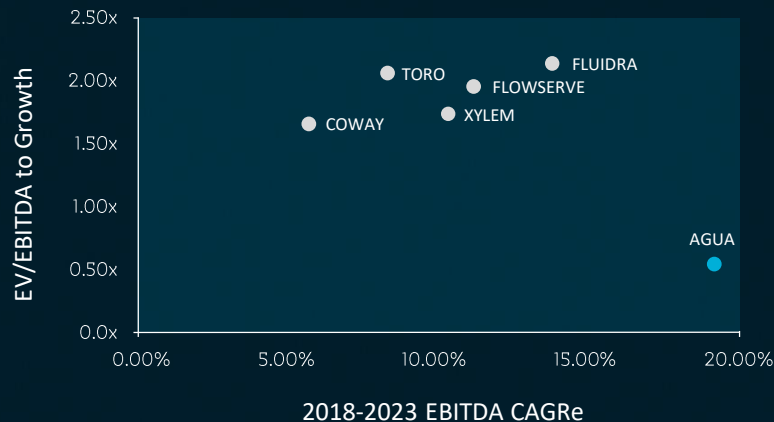 EV/EBITDA to Growth
2.50x
2.00x
1.50x
1.00x
0.50x
0.0x
FLUIDRA
TORO
FLOWSERVE
XYLEM
COWAY
AGUA
0.00%
5.00%
10.00%
15.00%
20.00%
2018-2023 EBITDA CAGRe